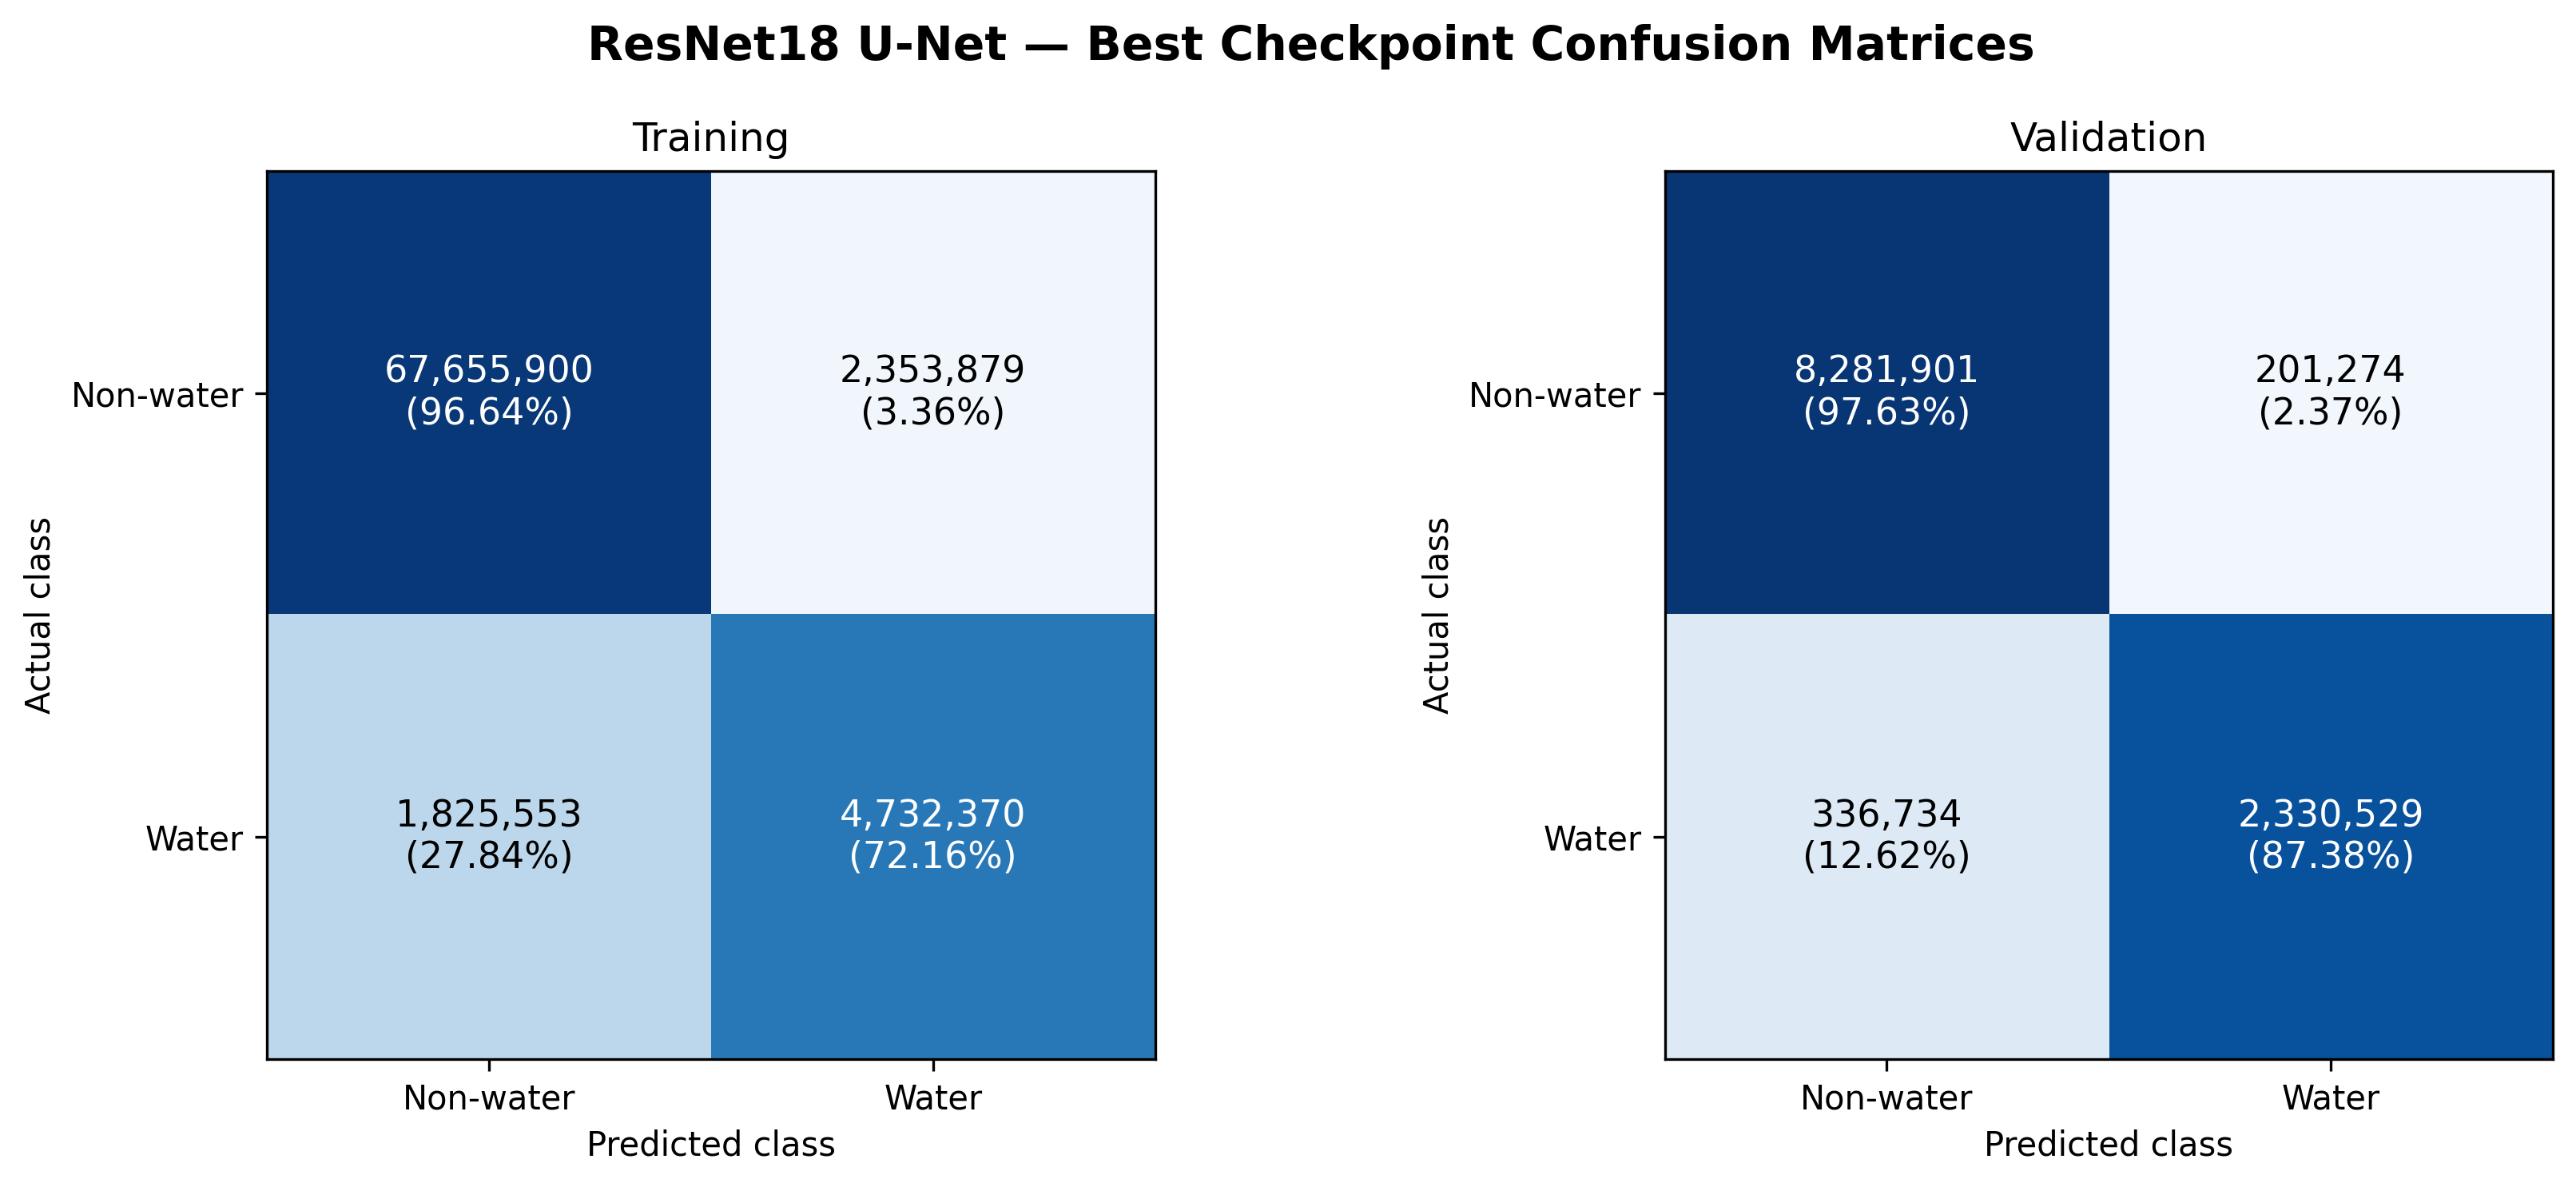 ResNet18 U-Net — Best Checkpoint Confusion Matrices
Training
Non-water
67,655,900
(96.64%)
2,353,879
(3.36%)
Actual class
Water
1,825,553
(27.84%)
4,732,370
(72.16%)
Non-water
Water
Predicted class
Validation
Non-water
8,281,901
(97.63%)
201,274
(2.37%)
Actual class
Water
336,734
(12.62%)
2,330,529
(87.38%)
Non-water
Water
Predicted class